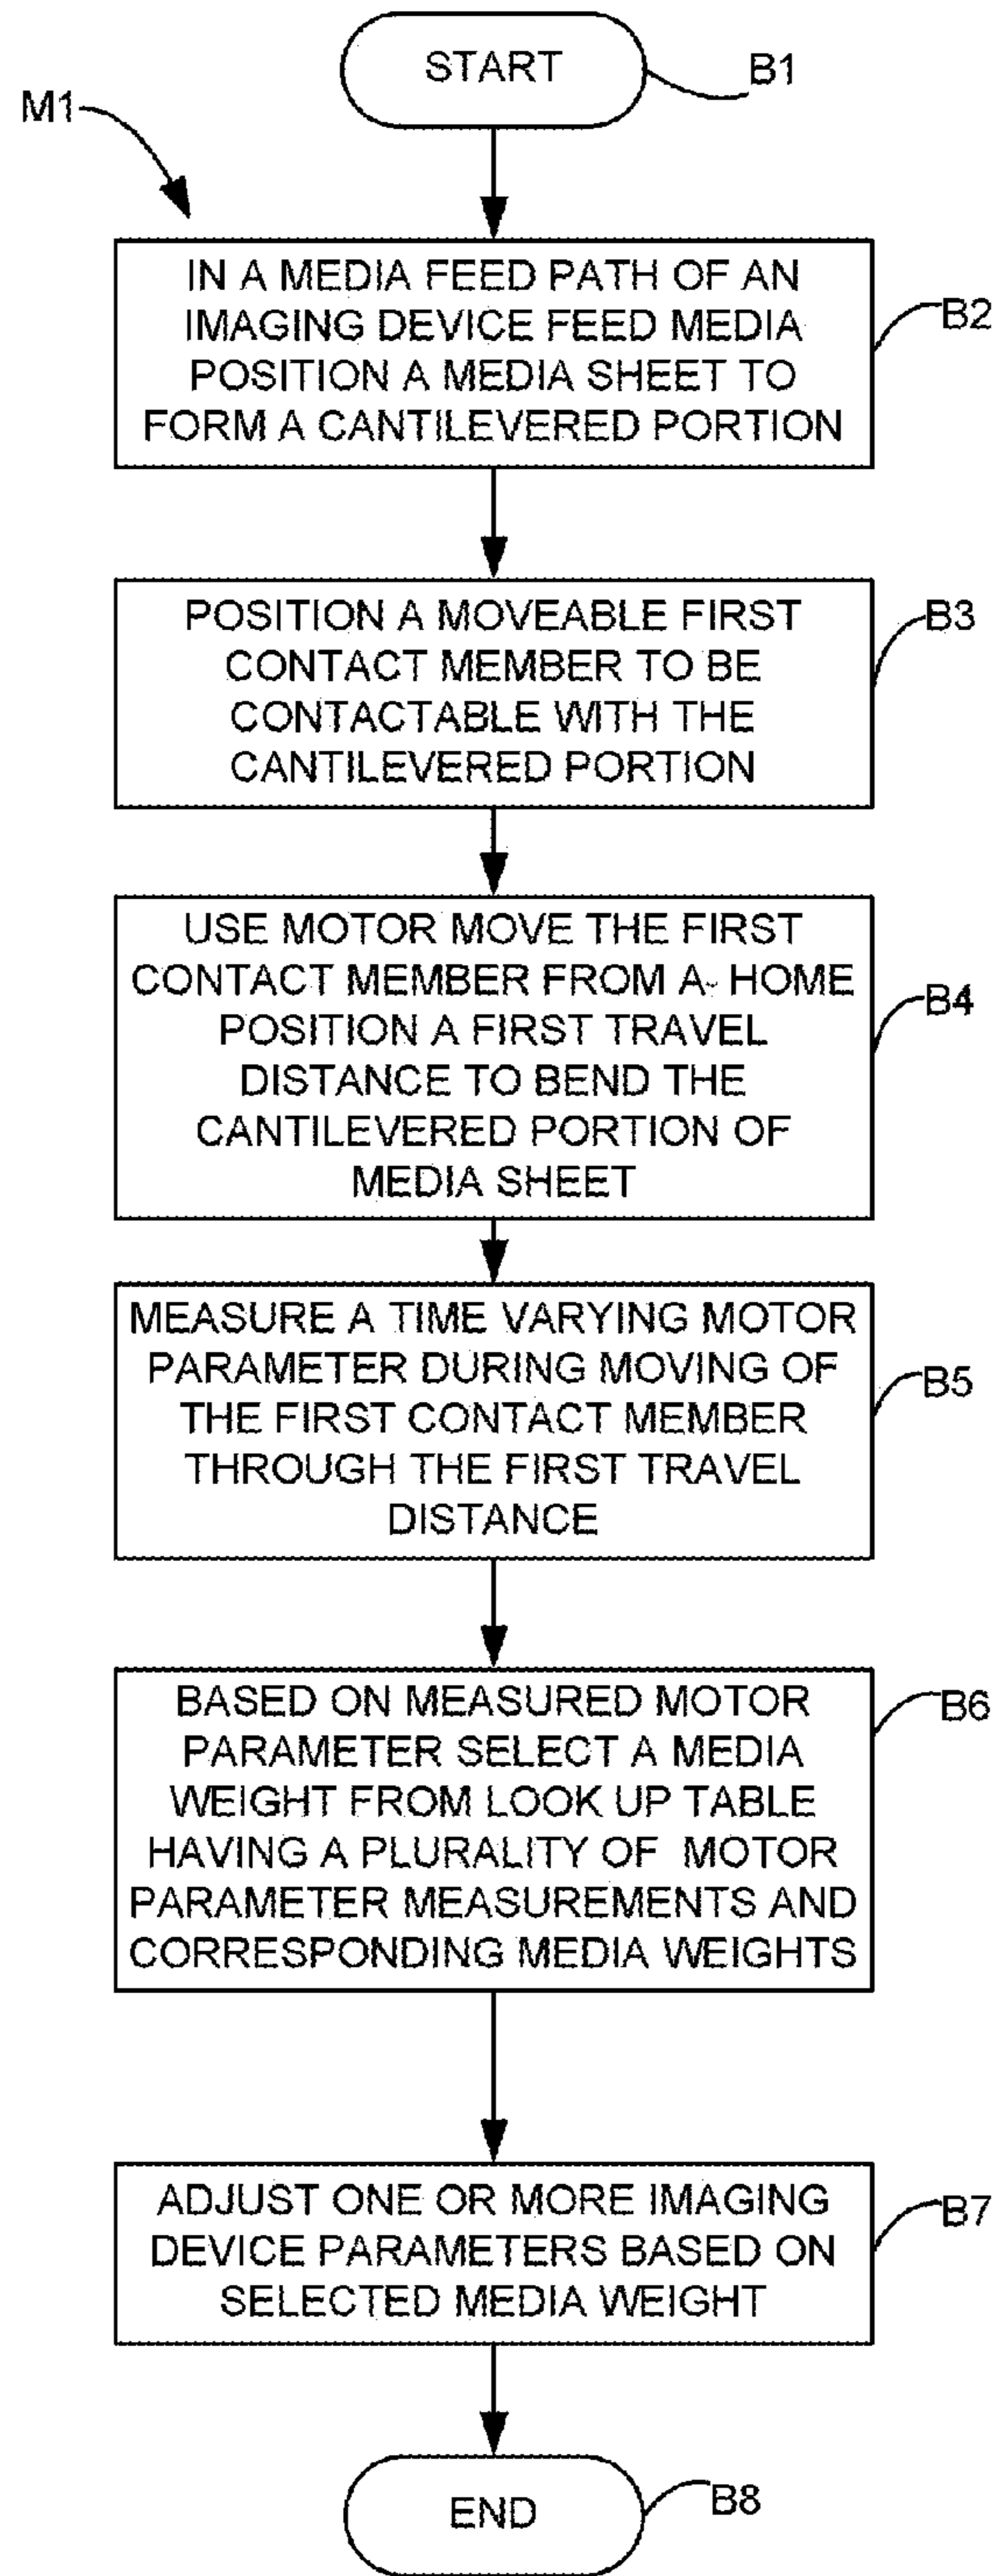 START
B1
M1
IN A MEDIA FEED PATH OF AN
IMAGING DEVICE FEED MEDIA
POSITION A MEDIA SHEET TO
FORM A CANTILEVERED PORTION
B2
POSITION A MOVEABLE FIRST
CONTACT MEMBER TO BE
CONTACTABLE WITH THE
CANTILEVERED PORTION
B3
USE MOTOR MOVE THE FIRST
CONTACT MEMBER FROM A- HOME
POSITION A FIRST TRAVEL
DISTANCE TO BEND THE
CANTILEVERED PORTION OF
MEDIA SHEET
B4
MEASURE A TIME VARYING MOTOR
PARAMETER DURING MOVING OF
THE FIRST CONTACT MEMBER
THROUGH THE FIRST TRAVEL
DISTANCE
B5
BASED ON MEASURED MOTOR
PARAMETER SELECT A MEDIA
WEIGHT FROM LOOK UP TABLE
HAVING A PLURALITY OF MOTOR
PARAMETER MEASUREMENTS AND
CORRESPONDING MEDIA WEIGHTS
B6
ADJUST ONE OR MORE IMAGING
DEVICE PARAMETERS BASED ON
SELECTED MEDIA WEIGHT
B7
END
B8